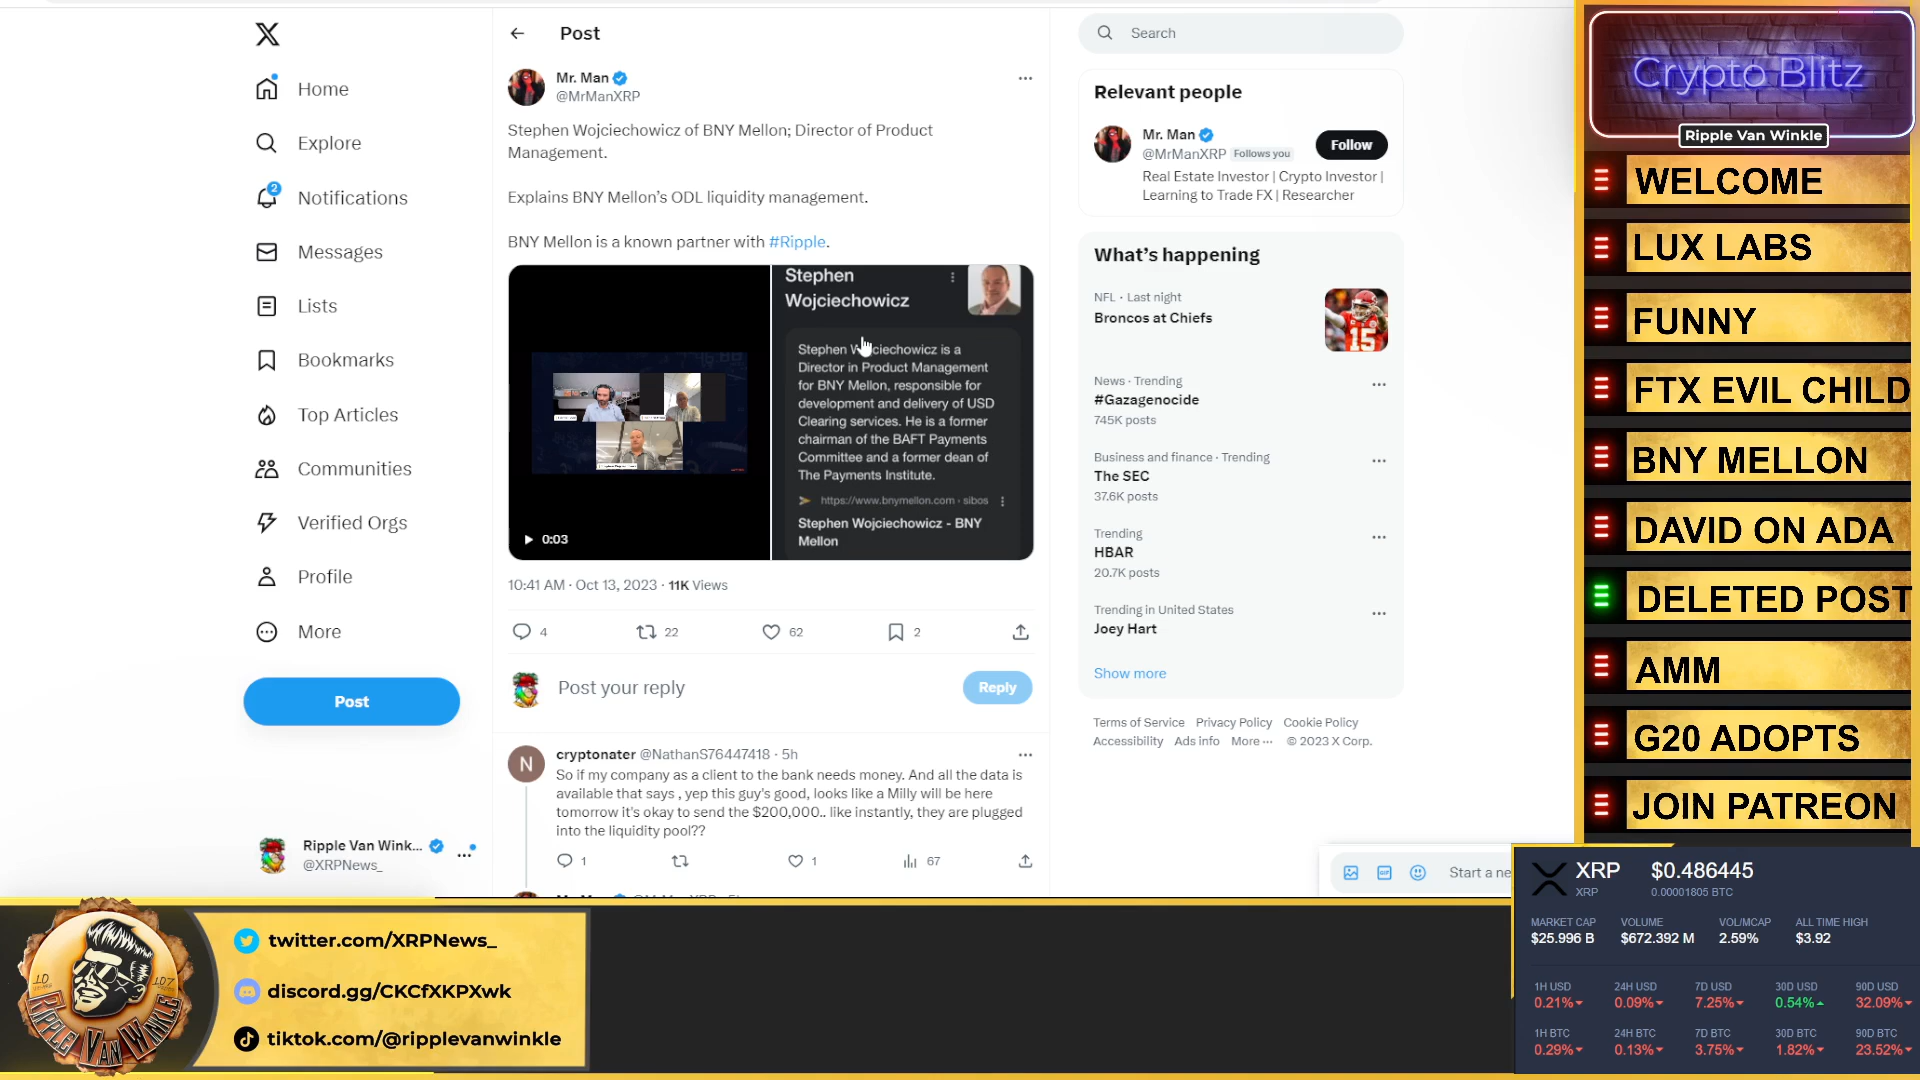 Home
Explore
2
Notifications
Messages
Lists
Bookmarks
Top Articles
Communities
Verified Orgs
Profile
More
Post
Ripple Van Wink...
@XRPNews_
Post
Mr. Man
@MrManXRP
Stephen Wojciechowicz of BNY Mellon; Director of Product
Management.
Explains BNY Mellon’s ODL liquidity management.
BNY Mellon is a known partner with #Ripple.
0:03
Stephen
Wojciechowicz
Stephen Wojciechowicz is a
Director in Product Management
for BNY Mellon, responsible for
development and delivery of USD
Clearing services. He is a former
chairman of the BAFT Payments
Committee and a former dean of
The Payments Institute.
https://www.bnymellon.com › sibos
Stephen Wojciechowicz - BNY
Mellon
10:41 AM · Oct 13, 2023 · 11K Views
4 22 62 2
Post your reply
Reply
N
cryptonater @NathanS76447418 · 5h
So if my company as a client to the bank needs money. And all the data is
available that says , yep this guy's good, looks like a Milly will be here
tomorrow it's okay to send the $200,000.. like instantly, they are plugged
into the liquidity pool??
1 1 67
Search
Relevant people
Mr. Man
@MrManXRP Follows you
Follow
Real Estate Investor | Crypto Investor |
Learning to Trade FX | Researcher
What’s happening
NFL · Last night
Broncos at Chiefs
15
News · Trending
#Gazagenocide
745K posts
Business and finance · Trending
The SEC
37.6K posts
Trending
HBAR
20.7K posts
Trending in United States
Joey Hart
Show more
Terms of Service Privacy Policy Cookie Policy
Accessibility Ads info More ··· © 2023 X Corp.
GIF
Start a ne
Crypto Blitz
Ripple Van Winkle
WELCOME
LUX LABS
FUNNY
FTX EVIL CHILD
BNY MELLON
DAVID ON ADA
DELETED POST
AMM
G20 ADOPTS
JOIN PATREON
XRP $0.486445
XRP 0.00001805 BTC
MARKET CAP VOLUME VOL/MCAP ALL TIME HIGH
$25.996 B $672.392 M 2.59% $3.92
1H USD 24H USD 7D USD 30D USD 90D USD
0.21% 0.09% 7.25% 0.54% 32.09%
1H BTC 24H BTC 7D BTC 30D BTC 90D BTC
0.29% 0.13% 3.75% 1.82% 23.52%
RIPPLE VAN WINKLE
twitter.com/XRPNews_
discord.gg/CKCfXKPXwk
tiktok.com/@ripplevanwinkle